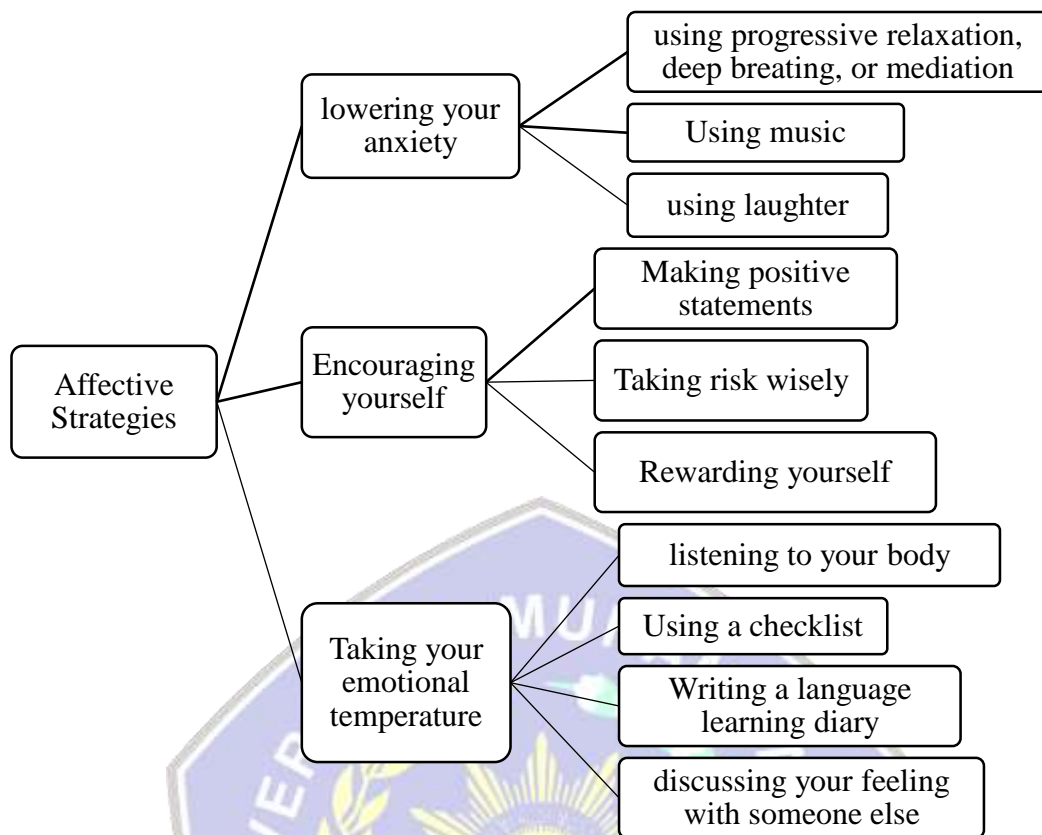 Affective
Strategies
lowering your
anxiety
using progressive relaxation,
deep breating, or mediation
Using music
using laughter
Encouraging
yourself
Making positive
statements
Taking risk wisely
Rewarding yourself
Taking your
emotional
temperature
listening to your body
Using a checklist
Writing a language
learning diary
discussing your feeling
with someone else